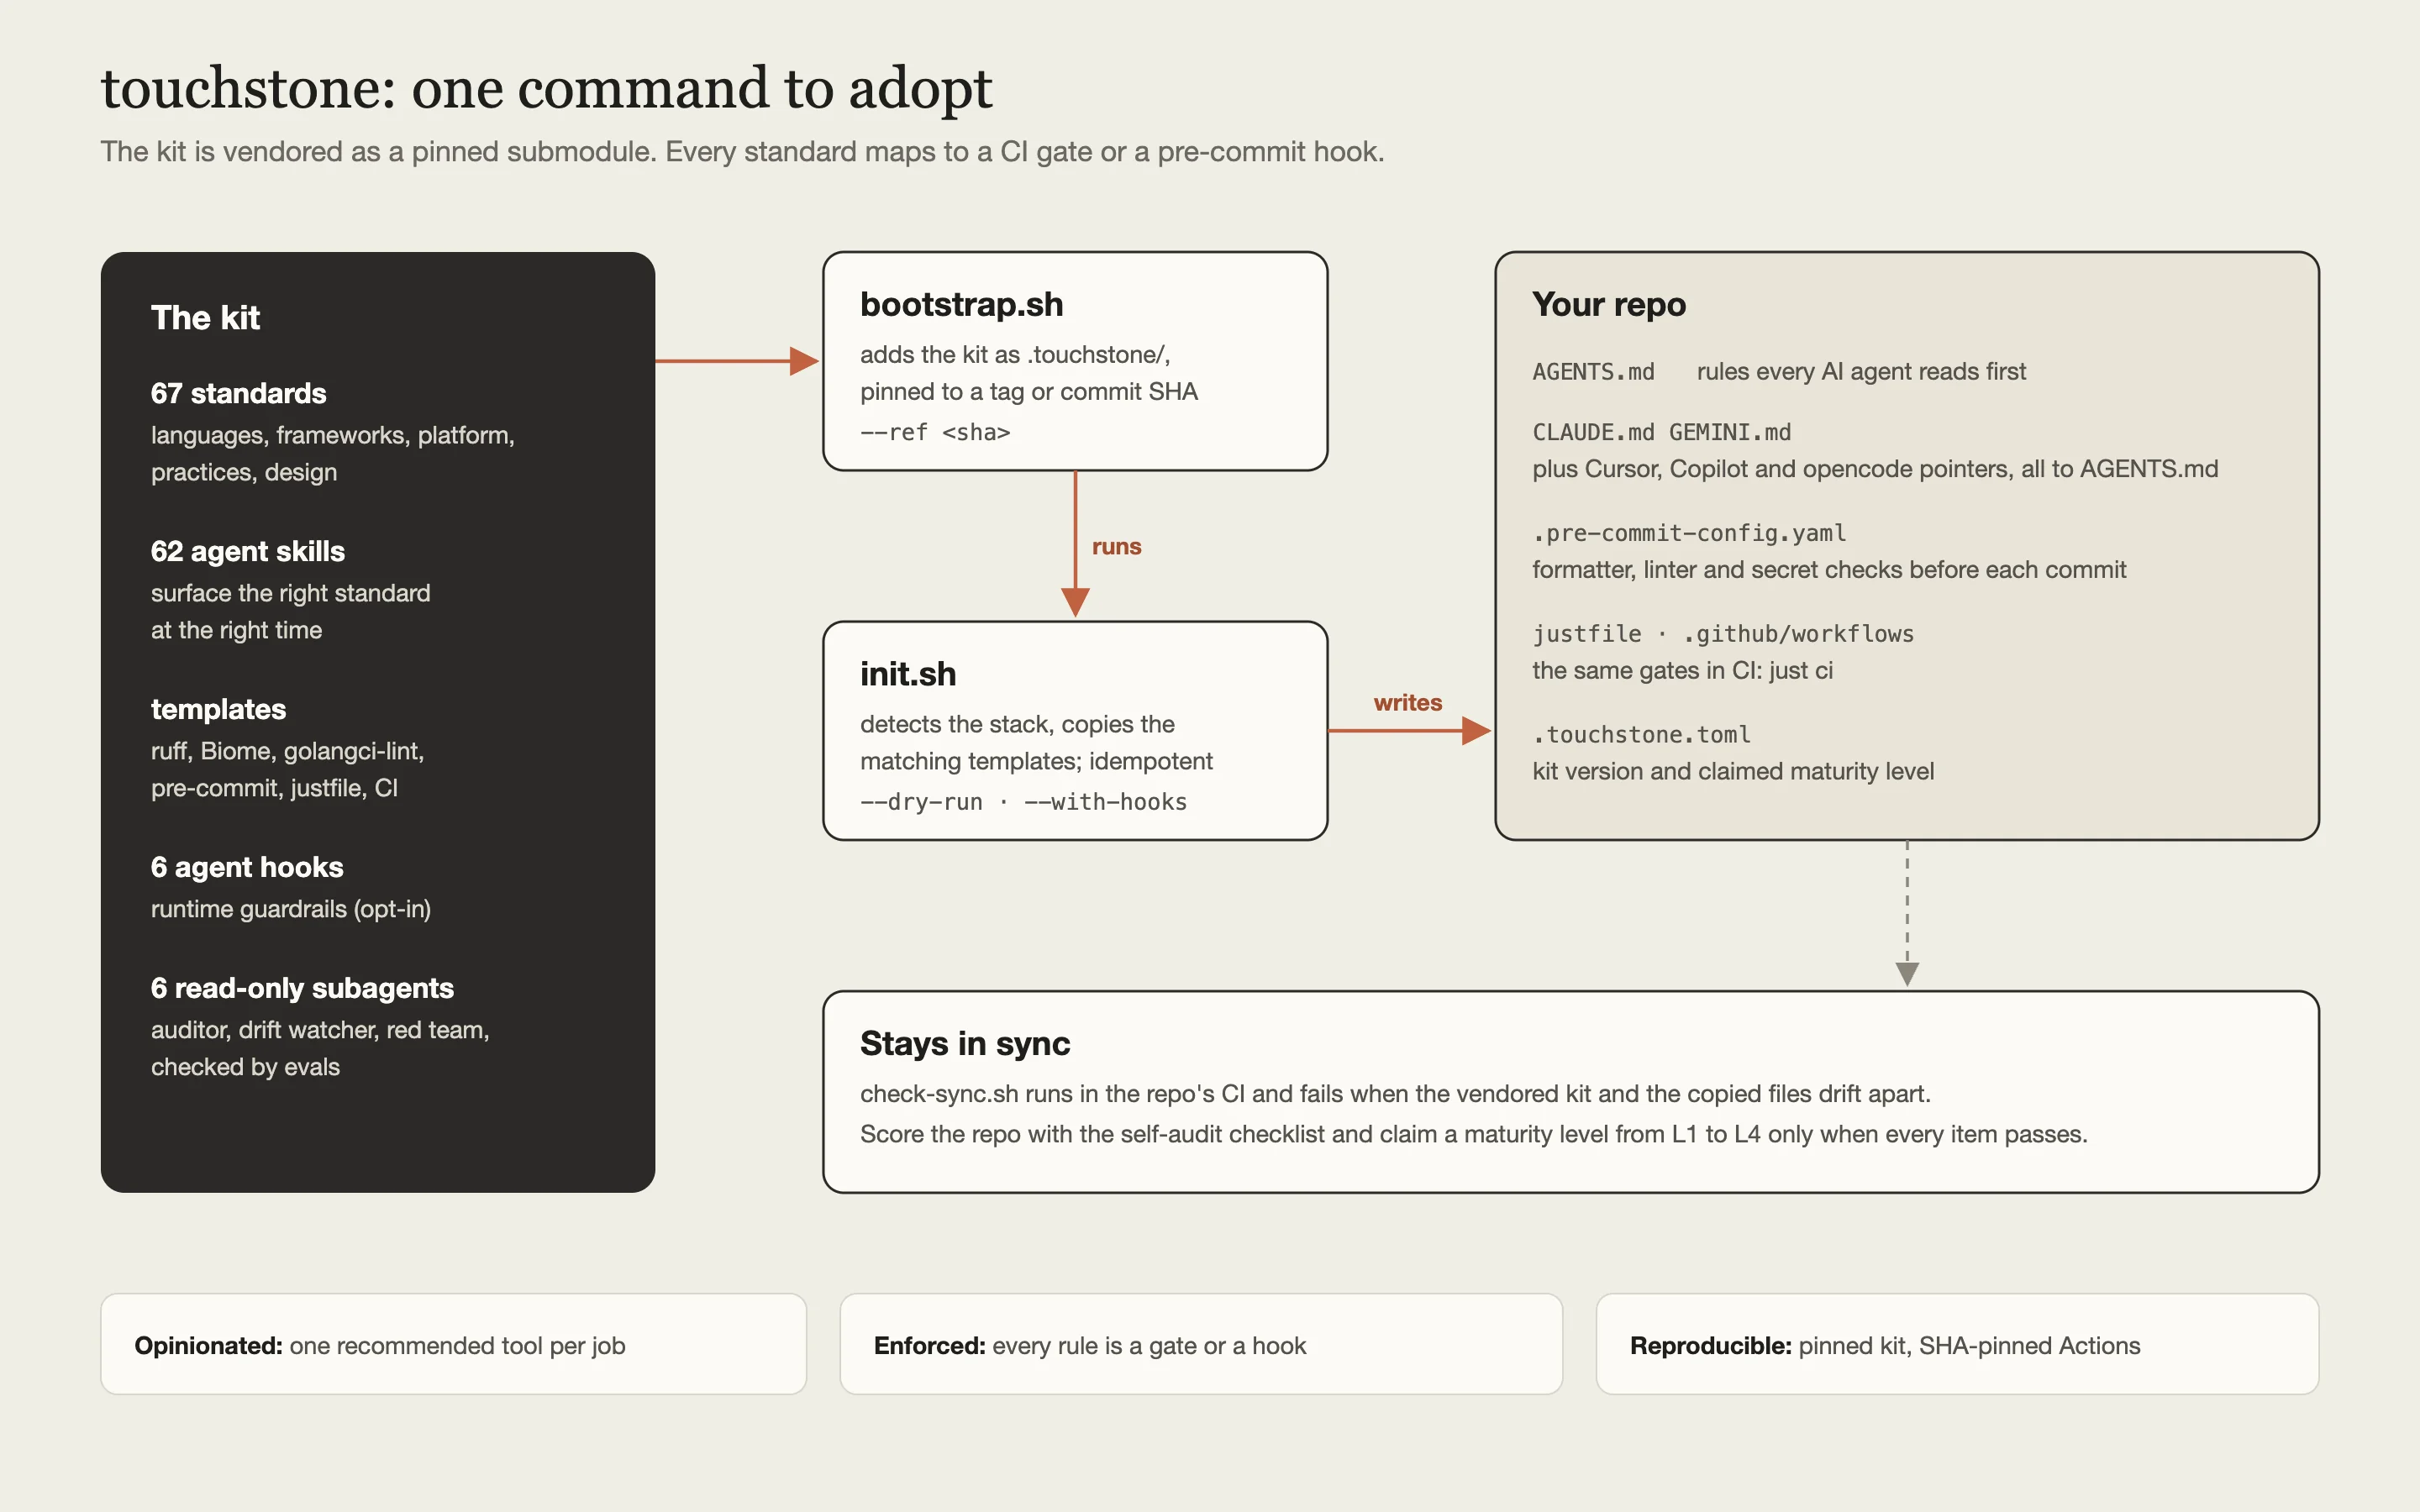 touchstone: one command to adopt
The kit is vendored as a pinned submodule. Every standard maps to a CI gate or a pre-commit hook.
The kit
67 standards
languages, frameworks, platform,
practices, design
62 agent skills
surface the right standard
at the right time
templates
ruff, Biome, golangci-lint,
pre-commit, justfile, CI
6 agent hooks
runtime guardrails (opt-in)
6 read-only subagents
auditor, drift watcher, red team,
checked by evals
bootstrap.sh
adds the kit as .touchstone/,
pinned to a tag or commit SHA
--ref <sha>
runs
init.sh
detects the stack, copies the
matching templates; idempotent
--dry-run · --with-hooks
writes
Your repo
AGENTS.md rules every AI agent reads first
CLAUDE.md GEMINI.md
plus Cursor, Copilot and opencode pointers, all to AGENTS.md
.pre-commit-config.yaml
formatter, linter and secret checks before each commit
justfile · .github/workflows
the same gates in CI: just ci
.touchstone.toml
kit version and claimed maturity level
Stays in sync
check-sync.sh runs in the repo's CI and fails when the vendored kit and the copied files drift apart.
Score the repo with the self-audit checklist and claim a maturity level from L1 to L4 only when every item passes.
Opinionated: one recommended tool per job
Enforced: every rule is a gate or a hook
Reproducible: pinned kit, SHA-pinned Actions